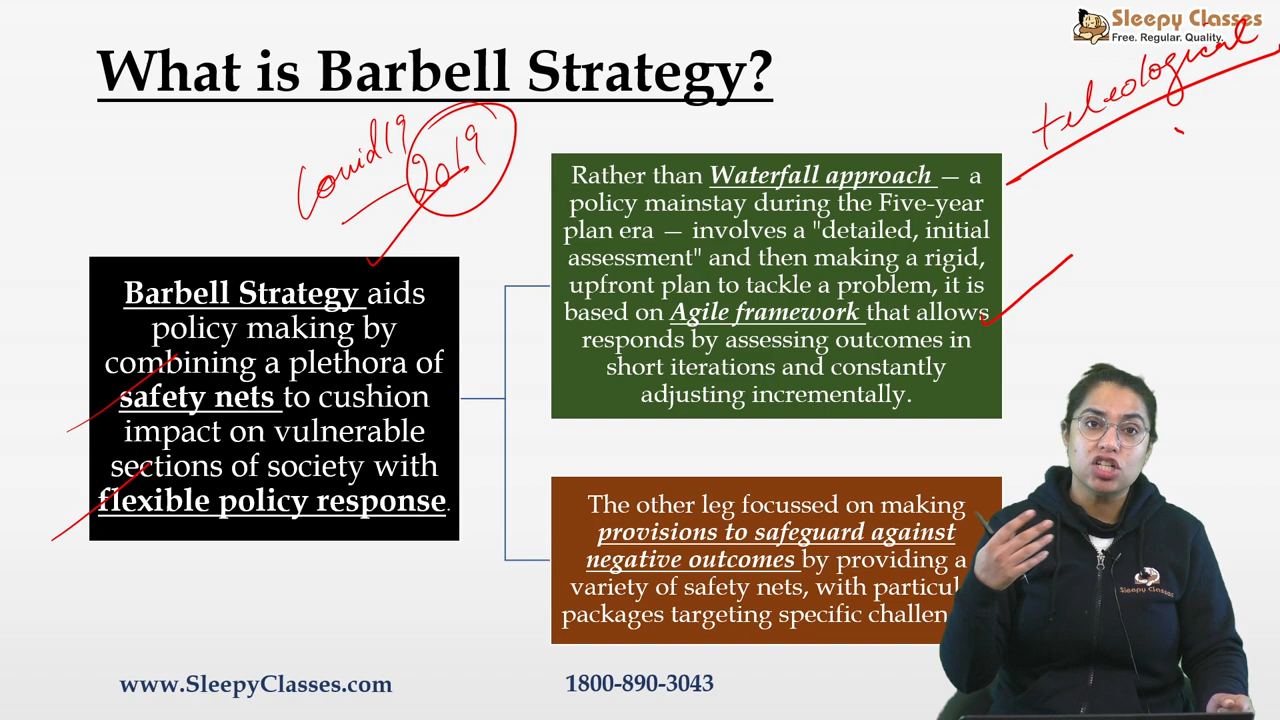 Sleepy Classes
Free. Regular. Quality.
What is Barbell Strategy?
teleological
Covid19
2019
Barbell Strategy aids
policy making by
combining a plethora of
safety nets to cushion
impact on vulnerable
sections of society with
flexible policy response.
Rather than Waterfall approach — a
policy mainstay during the Five-year
plan era — involves a "detailed, initial
assessment" and then making a rigid,
upfront plan to tackle a problem, it is
based on Agile framework that allows
responds by assessing outcomes in
short iterations and constantly
adjusting incrementally.
The other leg focussed on making
provisions to safeguard against
negative outcomes by providing a
variety of safety nets, with particul
packages targeting specific challen
Sleepy Classes
www.SleepyClasses.com
1800-890-3043